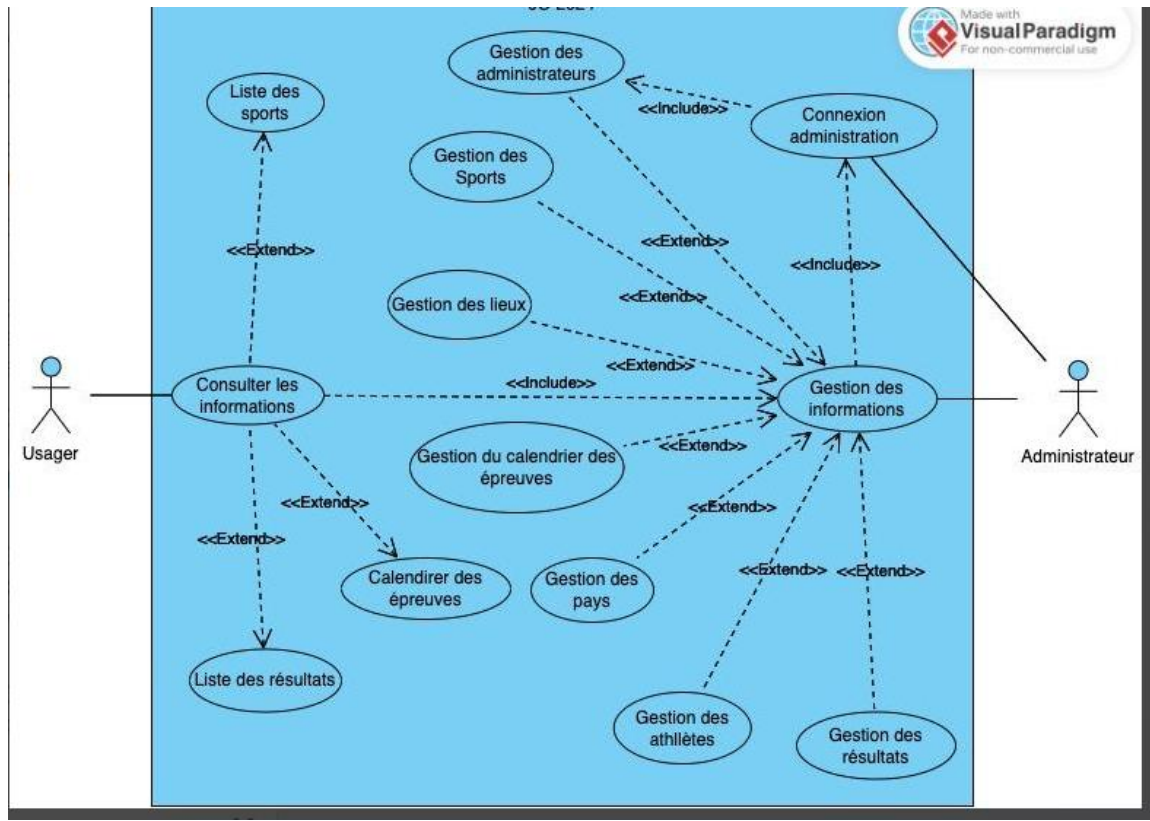 Made with
VisualParadigm
For non-commercial use
Gestion des
administrateurs
Liste des
sports
<<Include>>
Connexion
administration
Gestion des
Sports
<<Extend>>
<<Extend>>
<<Include>>
<<Extend>>
Gestion des lieux
<<Extend>>
Consulter les
informations
<<Include>>
Gestion des
informations
Usager
Administrateur
Gestion du calendrier des
épreuves
<<Extend>>
<<Extend>>
<<Extend>>
<<Extend>>
Calendirer des
épreuves
Gestion des
pays
<<Extend>>
<<Extend>>
Liste des résultats
Gestion des
athllètes
Gestion des
résultats